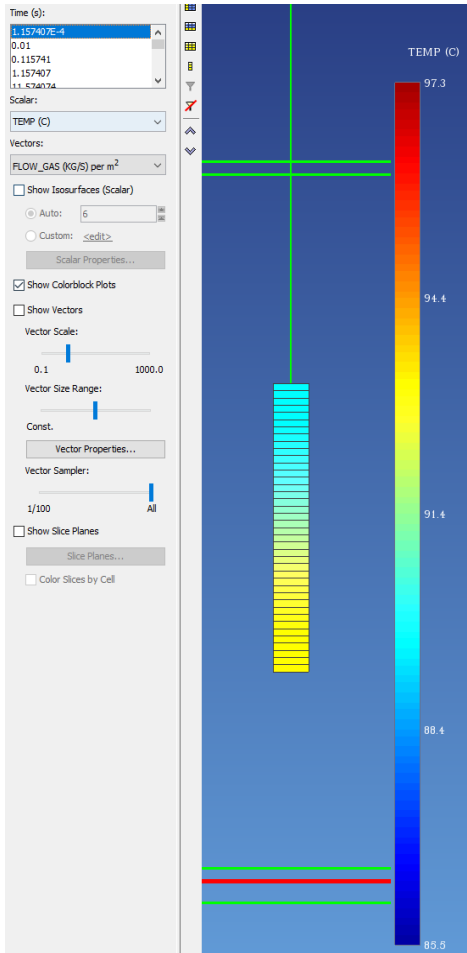 Time (s):
1.157407E-4
0.01
0.115741
1.157407
11.574074
Scalar:
TEMP (C)
Vectors:
FLOW_GAS (KG/S) per m²
Show Isosurfaces (Scalar)
Auto: 6
Custom: <edit>
Scalar Properties...
Show Colorblock Plots
Show Vectors
Vector Scale:
0.1 1000.0
Vector Size Range:
Const.
Vector Properties...
Vector Sampler:
1/100 All
Show Slice Planes
Slice Planes...
Color Slices by Cell
TEMP (C)
97.3
94.4
91.4
88.4
85.5